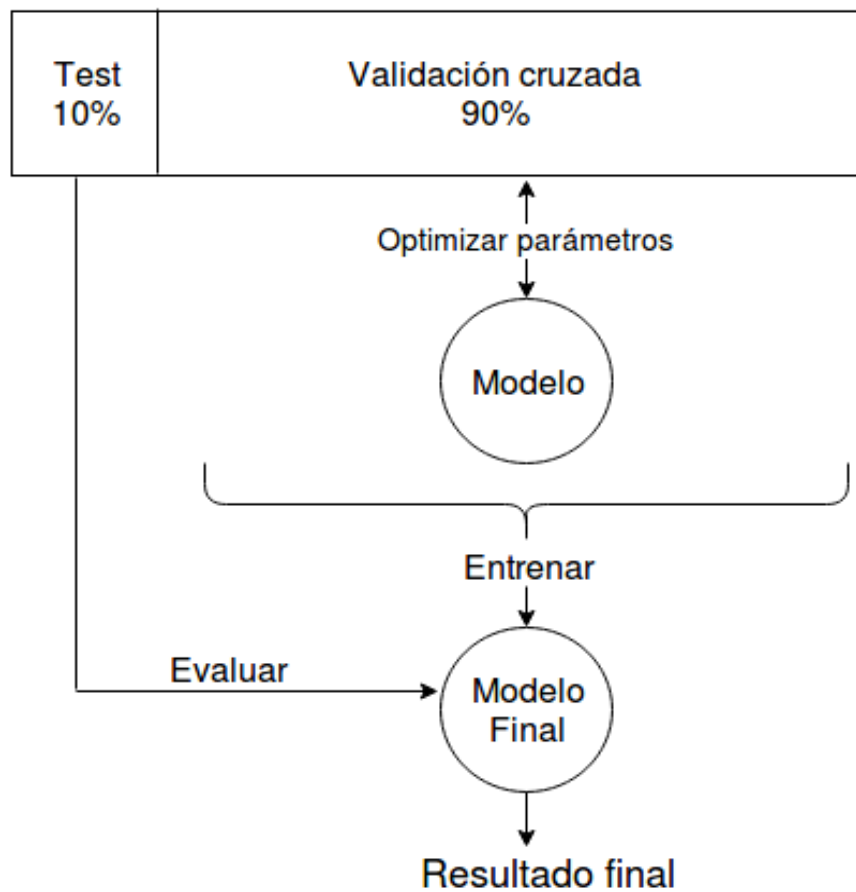 Test
10%
Validación cruzada
90%
Optimizar parámetros
Modelo
Entrenar
Evaluar
Modelo
Final
Resultado final